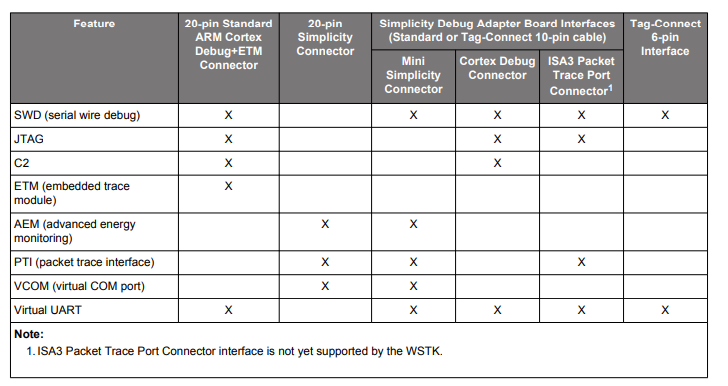 Feature
20-pin Standard
ARM Cortex
Debug+ETM
Connector
20-pin
Simplicity
Connector
Simplicity Debug Adapter Board Interfaces
(Standard or Tag-Connect 10-pin cable)
Tag-Connect
6-pin
Interface
Mini
Simplicity
Connector
Cortex Debug
Connector
ISA3 Packet
Trace Port
Connector1
SWD (serial wire debug) X X X X X
JTAG X X X
C2 X X
ETM (embedded trace
module) X
AEM (advanced energy
monitoring) X X
PTI (packet trace interface) X X X
VCOM (virtual COM port) X X
Virtual UART X X X X X
Note:
1. ISA3 Packet Trace Port Connector interface is not yet supported by the WSTK.